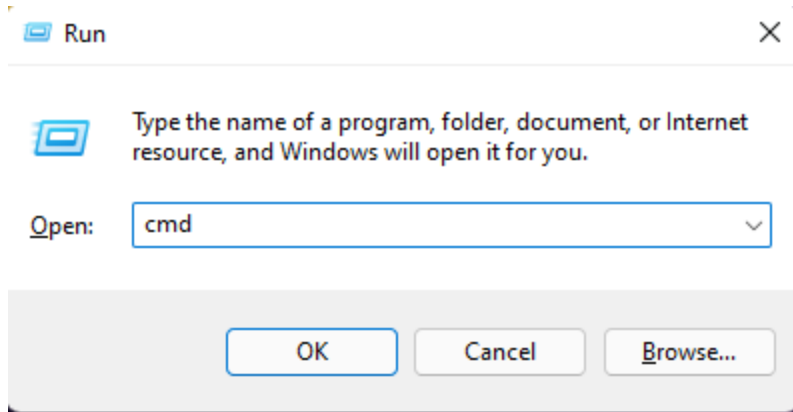 Run
Type the name of a program, folder, document, or Internet
resource, and Windows will open it for you.
Open: cmd
OK Cancel Browse...